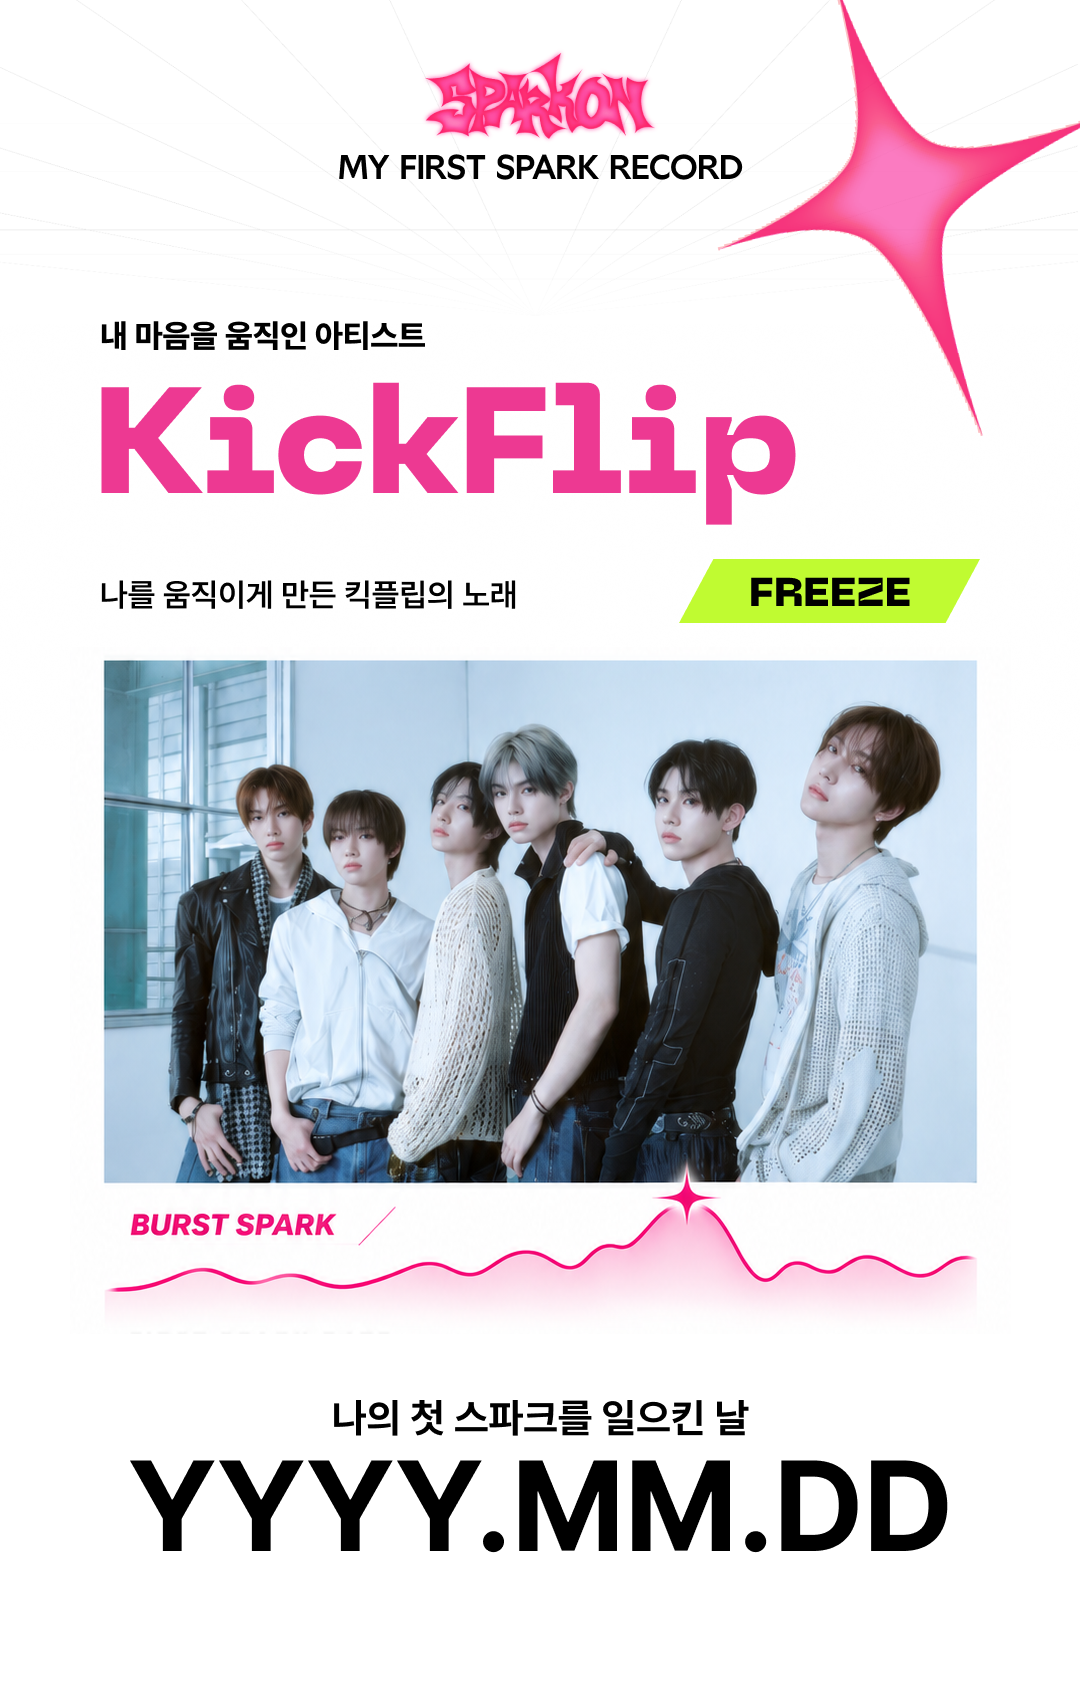 SPARKON
MY FIRST SPARK RECORD
내 마음을 움직인 아티스트
KickFlip
나를 움직이게 만든 킥플립의 노래
FREEZE
BURST SPARK
나의 첫 스파크를 일으킨 날
YYYY.MM.DD